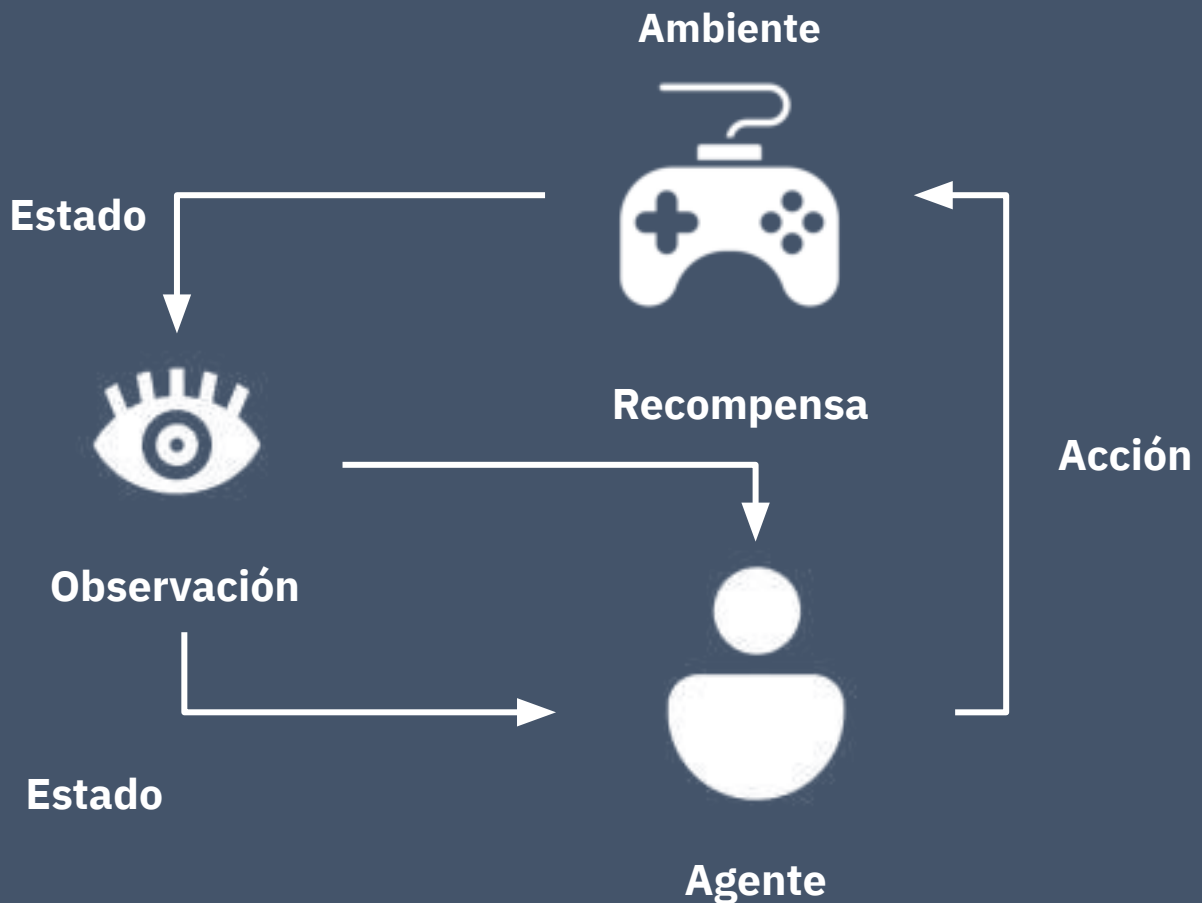 Ambiente
Estado
Recompensa
Acción
Observación
Estado
Agente